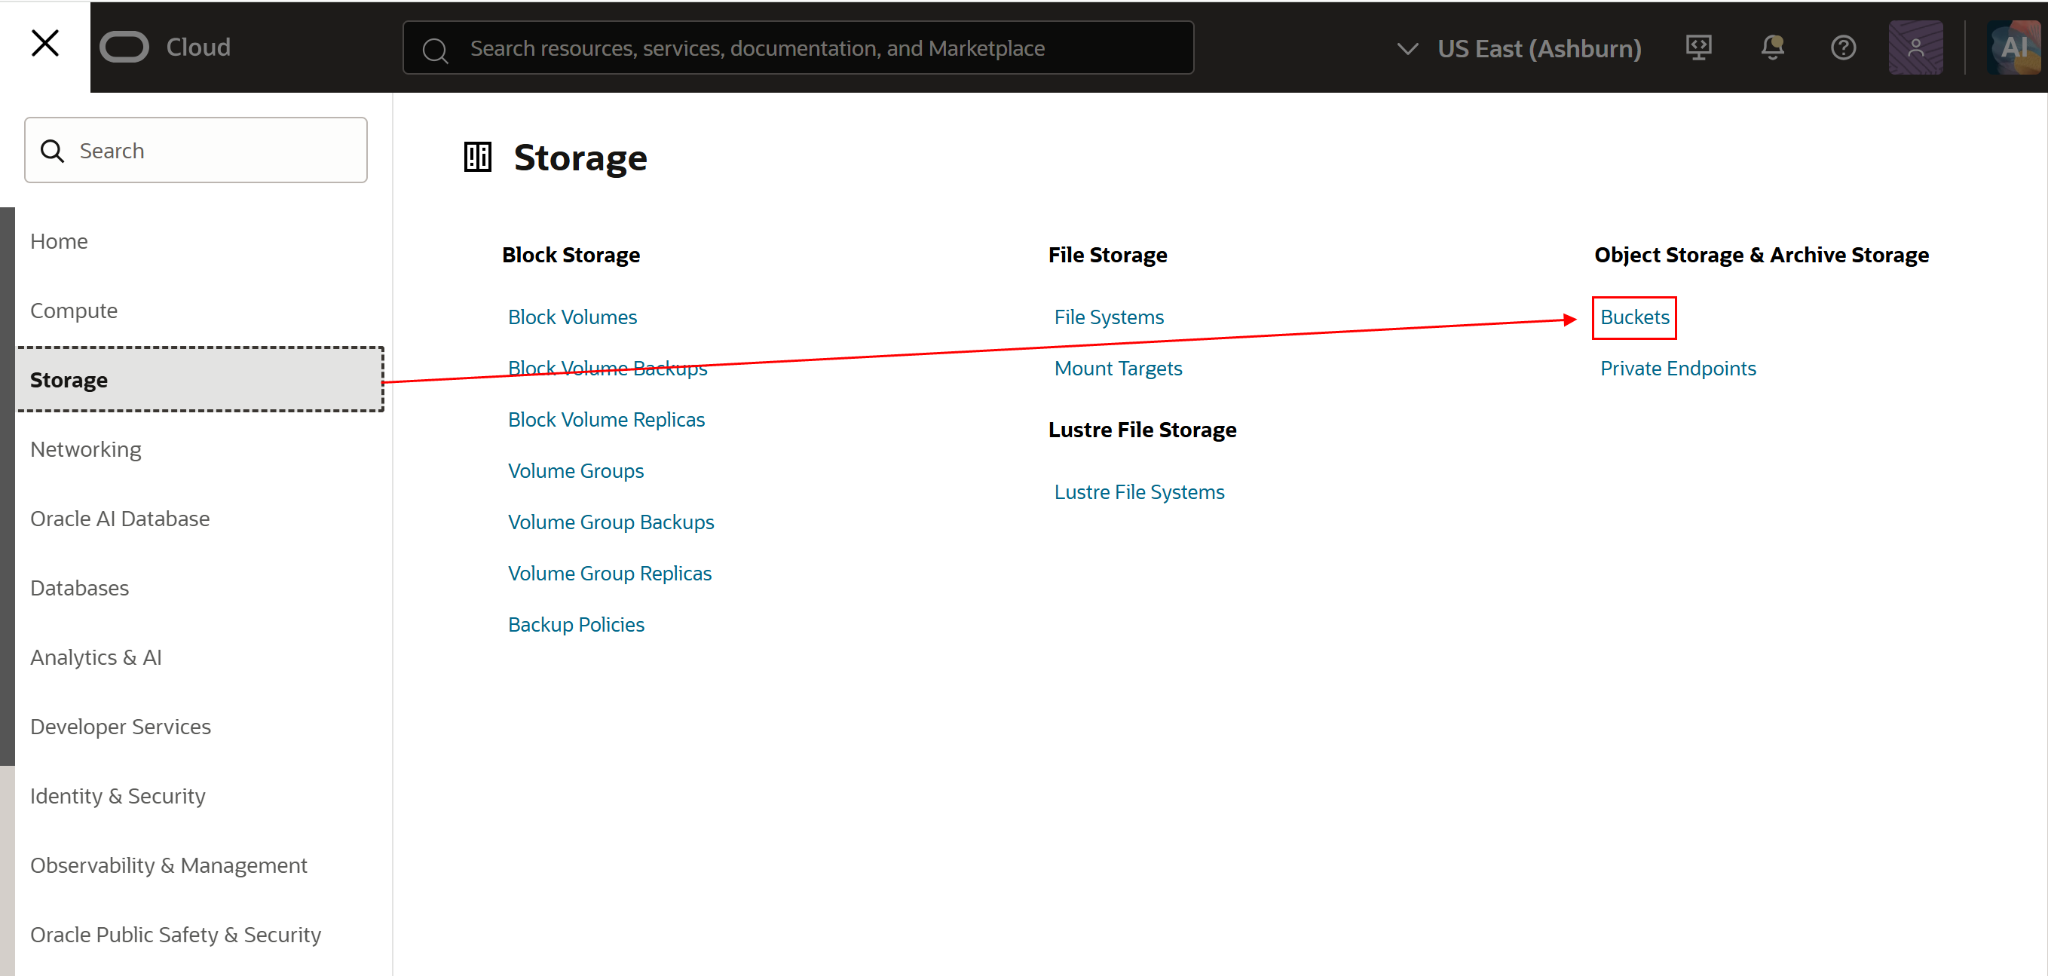 Cloud
Search resources, services, documentation, and Marketplace
US East (Ashburn)
AI
Search
Home
Compute
Storage
Networking
Oracle AI Database
Databases
Analytics & AI
Developer Services
Identity & Security
Observability & Management
Oracle Public Safety & Security
Storage
Block Storage
Block Volumes
Block Volume Backups
Block Volume Replicas
Volume Groups
Volume Group Backups
Volume Group Replicas
Backup Policies
File Storage
File Systems
Mount Targets
Lustre File Storage
Lustre File Systems
Object Storage & Archive Storage
Buckets
Private Endpoints